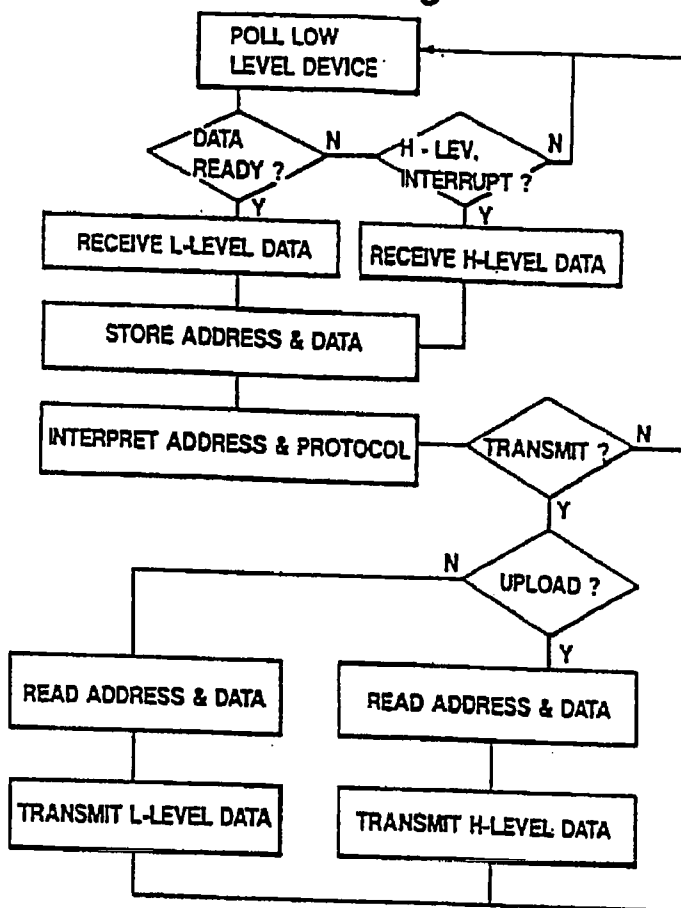 POLL LOW
LEVEL DEVICE
DATA
READY ?
N
H - LEV.
INTERRUPT ?
N
Y
Y
RECEIVE L-LEVEL DATA
RECEIVE H-LEVEL DATA
STORE ADDRESS & DATA
INTERPRET ADDRESS & PROTOCOL
TRANSMIT ?
N
Y
N
UPLOAD ?
Y
READ ADDRESS & DATA
READ ADDRESS & DATA
TRANSMIT L-LEVEL DATA
TRANSMIT H-LEVEL DATA